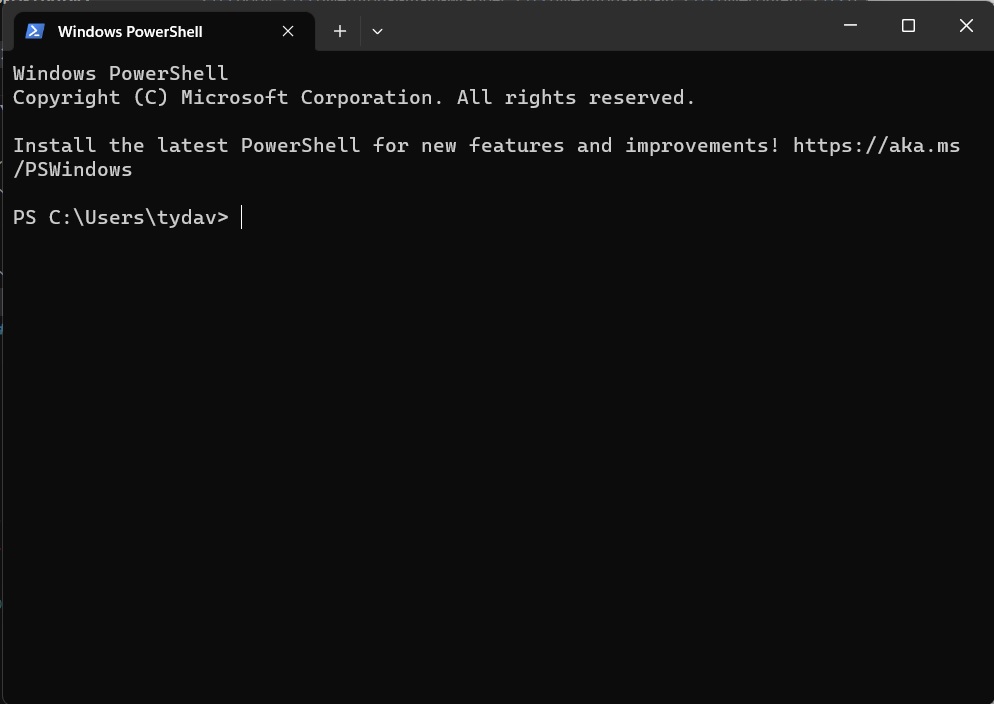 Windows PowerShell
Windows PowerShell
Copyright (C) Microsoft Corporation. All rights reserved.
Install the latest PowerShell for new features and improvements! https://aka.ms
/PSWindows
PS C:\Users\tydav>